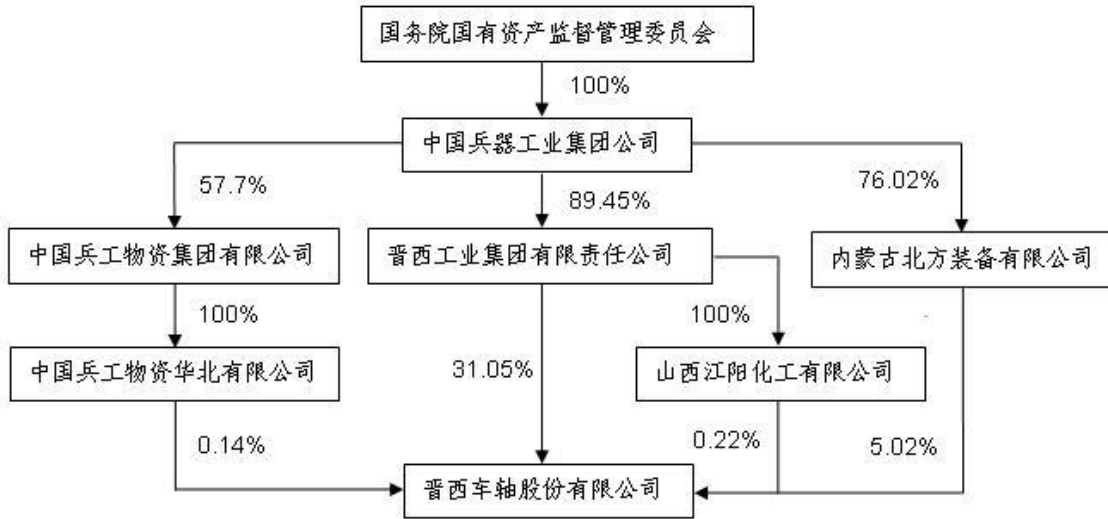 国务院国有资产监督管理委员会
100%
中国兵器工业集团公司
57.7%
89.45%
76.02%
中国兵工物资集团有限公司
晋西工业集团有限责任公司
内蒙古北方装备有限公司
100%
100%
中国兵工物资华北有限公司
31.05%
山西江阳化工有限公司
0.14%
0.22%
5.02%
晋西车轴股份有限公司